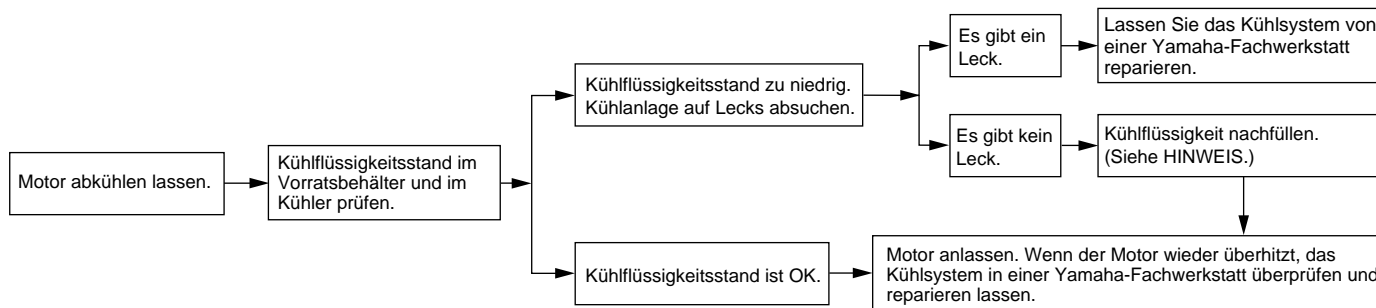 Motor abkühlen lassen.
Kühlflüssigkeitsstand im
Vorratsbehälter und im
Kühler prüfen.
Kühlflüssigkeitsstand zu niedrig.
Kühlanlage auf Lecks absuchen.
Es gibt ein
Leck.
Lassen Sie das Kühlsystem von
einer Yamaha-Fachwerkstatt
reparieren.
Es gibt kein
Leck.
Kühlflüssigkeit nachfüllen.
(Siehe HINWEIS.)
Kühlflüssigkeitsstand ist OK.
Motor anlassen. Wenn der Motor wieder überhitzt, das
Kühlsystem in einer Yamaha-Fachwerkstatt überprüfen und
reparieren lassen.